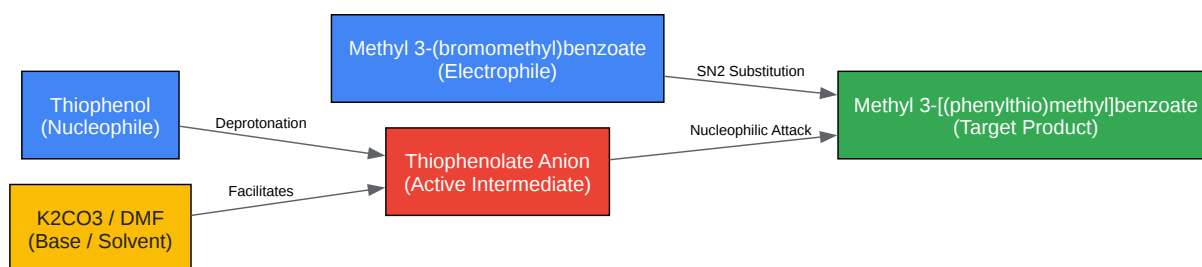 Methyl 3-(bromomethyl)benzoate
(Electrophile)
SN2 Substitution
Thiophenol
(Nucleophile)
Deprotonation
Methyl 3-[(phenylthio)methyl]benzoate
(Target Product)
Nucleophilic Attack
Thiophenolate Anion
(Active Intermediate)
Facilitates
K2CO3 / DMF
(Base / Solvent)